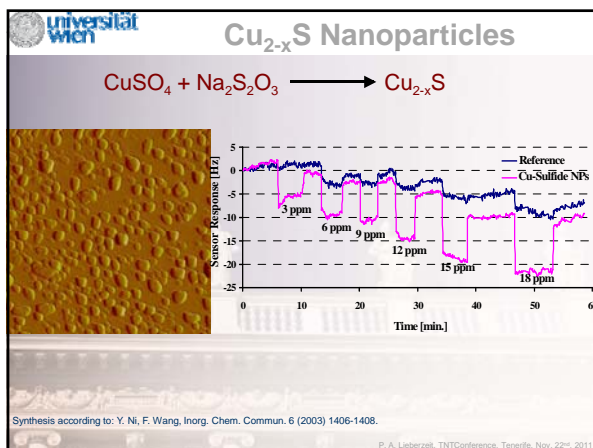 universität
wien
Cu2-xS Nanoparticles
CuSO4 + Na2S2O3 ⟶ Cu2-xS
Sensor Response [Hz]
5
0
-5
-10
-15
-20
-25
Reference
Cu-Sulfide NPs
3 ppm
6 ppm
9 ppm
12 ppm
15 ppm
18 ppm
0 10 20 30 40 50 6
Time [min.]
Synthesis according to: Y. Ni, F. Wang, Inorg. Chem. Commun. 6 (2003) 1406-1408.
P. A. Lieberzeit, TNTConference, Tenerife, Nov. 22nd, 2011